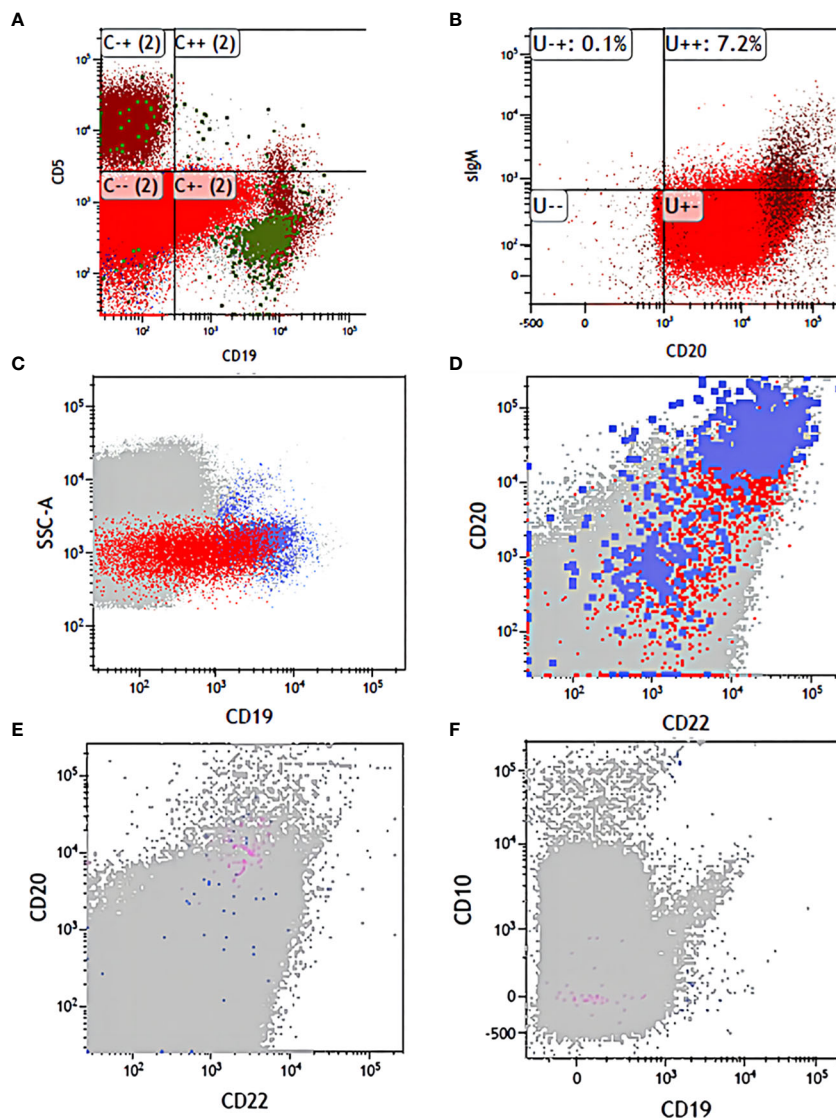 A
C-+ (2) C++ (2)
10⁵
10⁴
10³
10²
CD5
C-- (2) C+- (2)
10² 10³ 10⁴ 10⁵
CD19
B
U-+: 0.1% U++: 7.2%
10⁵
10⁴
10³
10²
0
sIgM
U-- U+-
-500 0 10³ 10⁴ 10⁵
CD20
C
10⁵
10⁴
10³
10²
SSC-A
10² 10³ 10⁴ 10⁵
CD19
D
10⁵
10⁴
10³
10²
CD20
10² 10³ 10⁴ 10⁵
CD22
E
10⁵
10⁴
10³
10²
CD20
10² 10³ 10⁴ 10⁵
CD22
F
10⁵
10⁴
10³
0
-500
CD10
0 10³ 10⁴ 10⁵
CD19